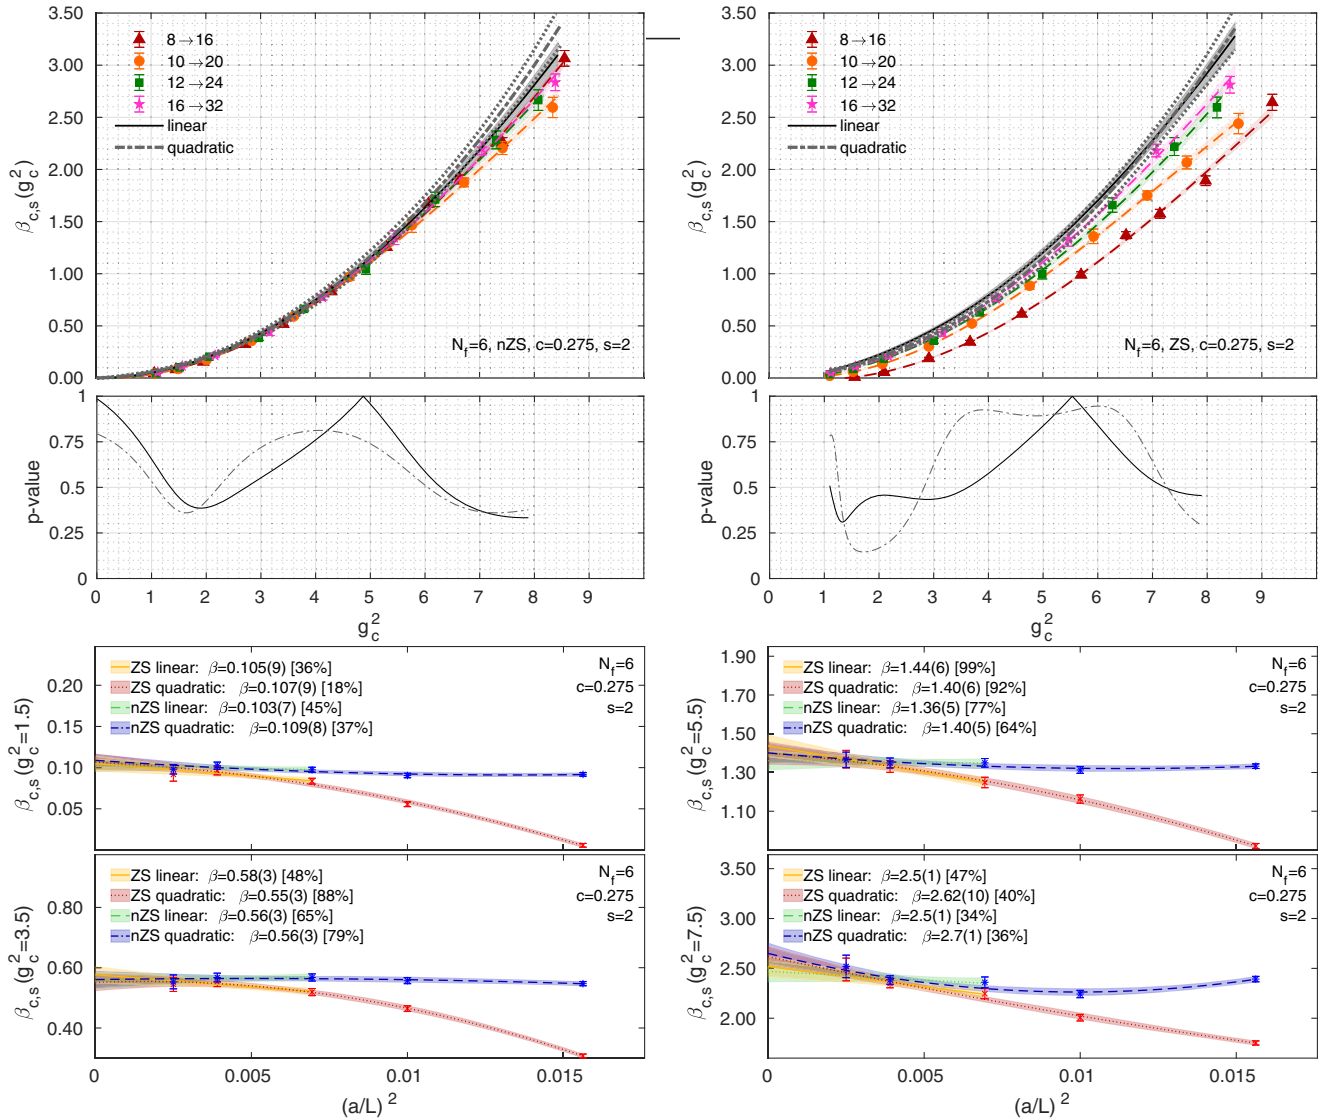 3.50
3.00
2.50
2.00
1.50
1.00
0.50
0.00
β_{c,s}(g_c^2)
8→16
10→20
12→24
16→32
linear
quadratic
N_f=6, nZS, c=0.275, s=2
3.50
3.00
2.50
2.00
1.50
1.00
0.50
0.00
β_{c,s}(g_c^2)
8→16
10→20
12→24
16→32
linear
quadratic
N_f=6, ZS, c=0.275, s=2
1
0.75
0.5
0.25
0
p-value
0 1 2 3 4 5 6 7 8 9
g_c^2
1
0.75
0.5
0.25
0
p-value
0 1 2 3 4 5 6 7 8 9
g_c^2
0.20
0.15
0.10
0.05
β_{c,s}(g_c^2=1.5)
ZS linear: β=0.105(9) [36%]
ZS quadratic: β=0.107(9) [18%]
nZS linear: β=0.103(7) [45%]
nZS quadratic: β=0.109(8) [37%]
N_f=6
c=0.275
s=2
1.90
1.70
1.50
1.30
1.10
β_{c,s}(g_c^2=5.5)
ZS linear: β=1.44(6) [99%]
ZS quadratic: β=1.40(6) [92%]
nZS linear: β=1.36(5) [77%]
nZS quadratic: β=1.40(5) [64%]
N_f=6
c=0.275
s=2
0.80
0.60
0.40
β_{c,s}(g_c^2=3.5)
ZS linear: β=0.58(3) [48%]
ZS quadratic: β=0.55(3) [88%]
nZS linear: β=0.56(3) [65%]
nZS quadratic: β=0.56(3) [79%]
N_f=6
c=0.275
s=2
0 0.005 0.01 0.015
(a/L)^2
3.50
3.00
2.50
2.00
β_{c,s}(g_c^2=7.5)
ZS linear: β=2.5(1) [47%]
ZS quadratic: β=2.62(10) [40%]
nZS linear: β=2.5(1) [34%]
nZS quadratic: β=2.7(1) [36%]
N_f=6
c=0.275
s=2
0 0.005 0.01 0.015
(a/L)^2